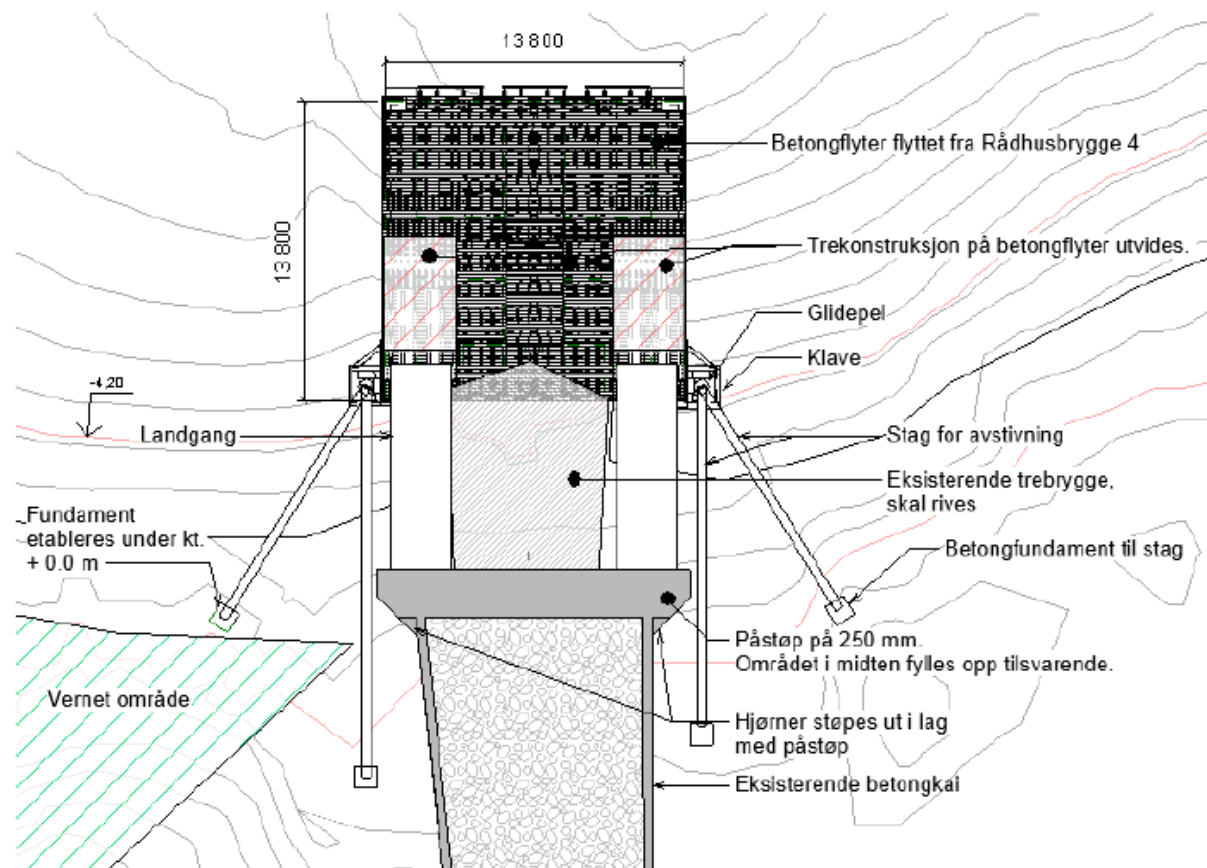 13 800
Betongflyter flyttet fra Rådhusbrygge 4
13 800
Trekonstruksjon på betongflyter utvides.
Glidepel
Klave
-4,20
Landgang
Stag for avstivning
Eksisterende trebrygge,
skal rives
Fundament
etableres under kt.
+ 0.0 m
Betongfundament til stag
Påstøp på 250 mm.
Området i midten fylles opp tilsvarende.
Vernet område
Hjørner støpes ut i lag
med påstøp
Eksisterende betongkai